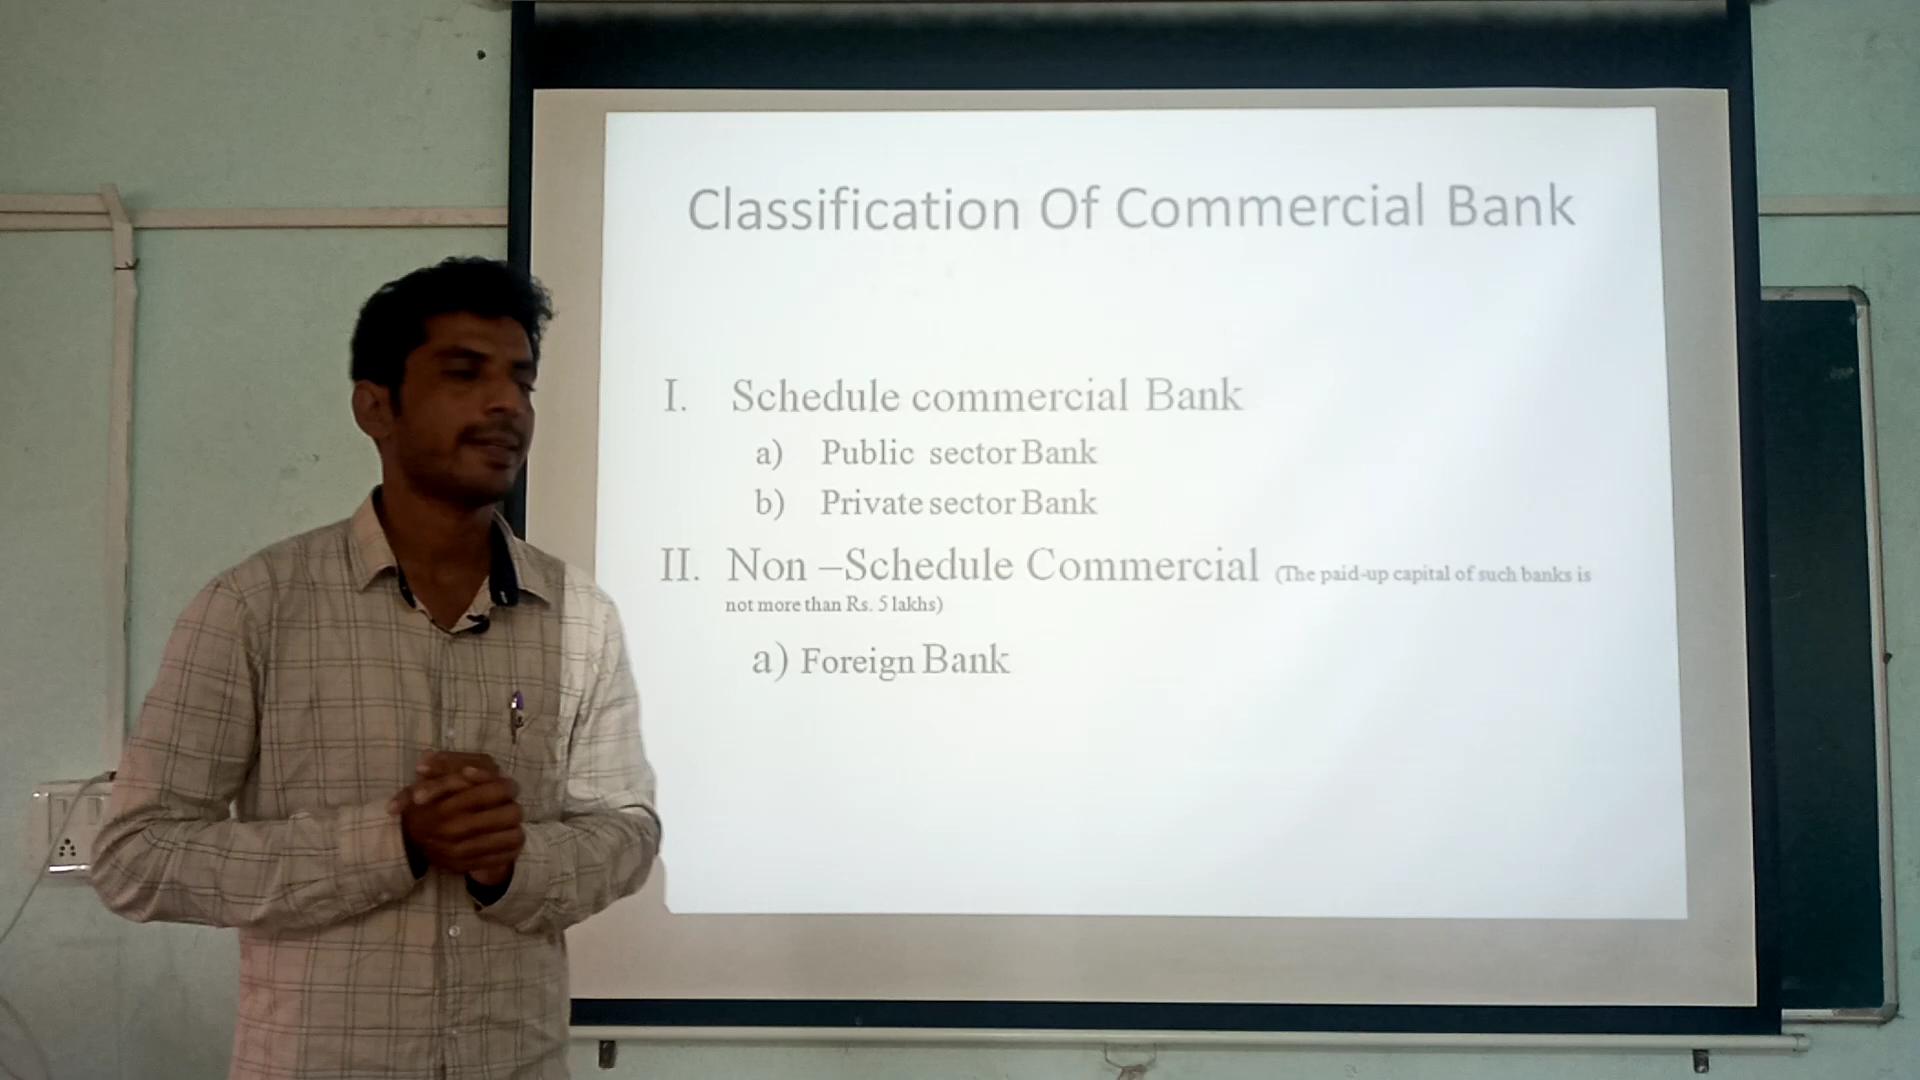 Classification Of Commercial Bank
I. Schedule commercial Bank
a) Public sector Bank
b) Private sector Bank
II. Non –Schedule Commercial (The paid-up capital of such banks is
not more than Rs. 5 lakhs)
a) Foreign Bank